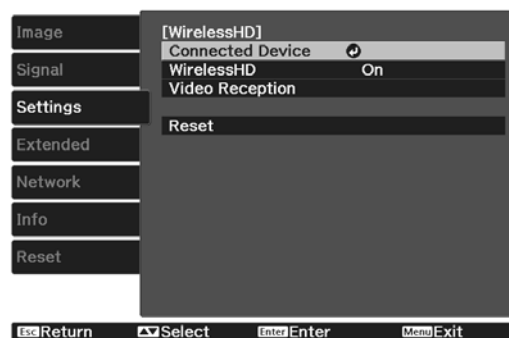 Image
Signal
Settings
Extended
Network
Info
Reset
[WirelessHD]
Connected Device
WirelessHD On
Video Reception
Reset
Esc Return Select Enter Enter Menu Exit